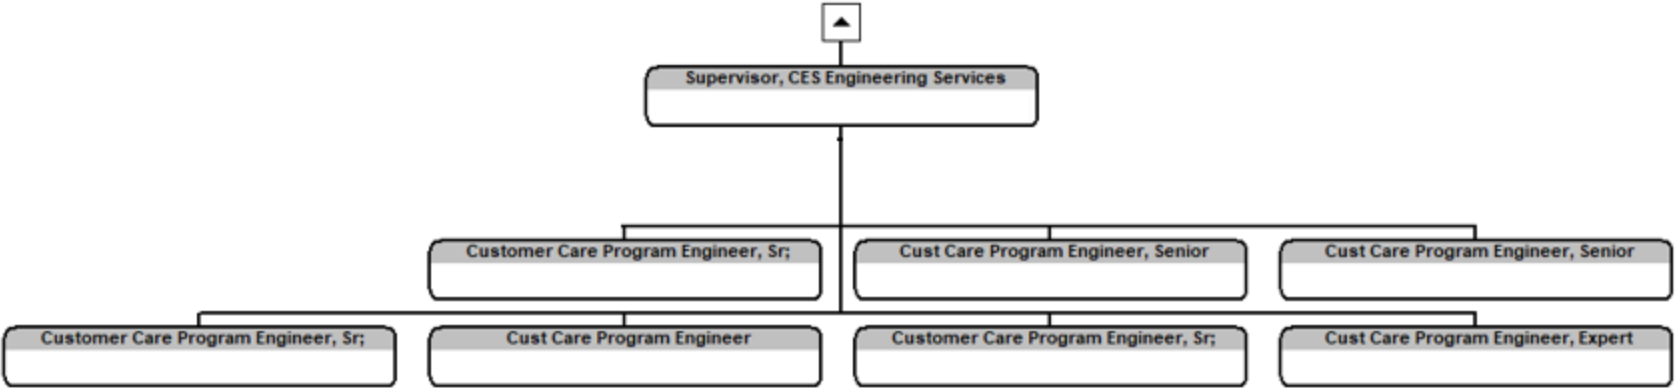 Supervisor, CES Engineering Services
Customer Care Program Engineer, Sr;
Cust Care Program Engineer, Senior
Cust Care Program Engineer, Senior
Customer Care Program Engineer, Sr;
Cust Care Program Engineer
Customer Care Program Engineer, Sr;
Cust Care Program Engineer, Expert